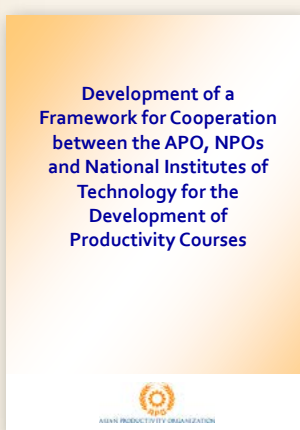 Development of a
Framework for Cooperation
between the APO, NPOs
and National Institutes of
Technology for the
Development of
Productivity Courses
APO
ASIAN PRODUCTIVITY ORGANIZATION